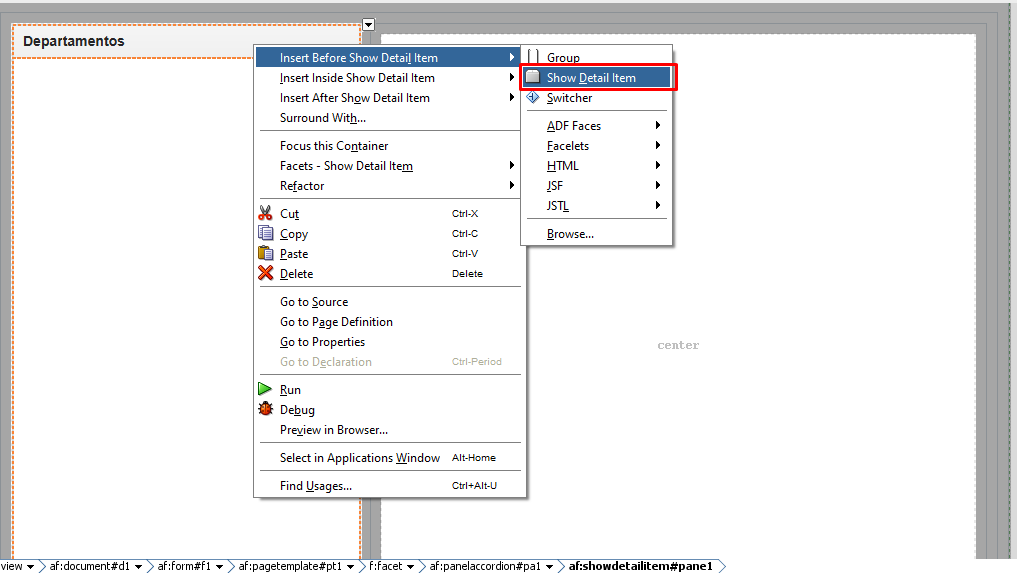 Departamentos
Insert Before Show Detail Item
Insert Inside Show Detail Item
Insert After Show Detail Item
Surround With...
Focus this Container
Facets - Show Detail Item
Refactor
Cut Ctrl-X
Copy Ctrl-C
Paste Ctrl-V
Delete Delete
Go to Source
Go to Page Definition
Go to Properties
Go to Declaration Ctrl-Period
Run
Debug
Preview in Browser...
Select in Applications Window Alt-Home
Find Usages... Ctrl+Alt-U
Group
Show Detail Item
Switcher
ADF Faces
Facelets
HTML
JSF
JSTL
Browse...
center
view af:document#d1 af:form#f1 af:pagetemplate#pt1 f:facet af:panelaccordion#pa1 af:showdetailitem#pane1